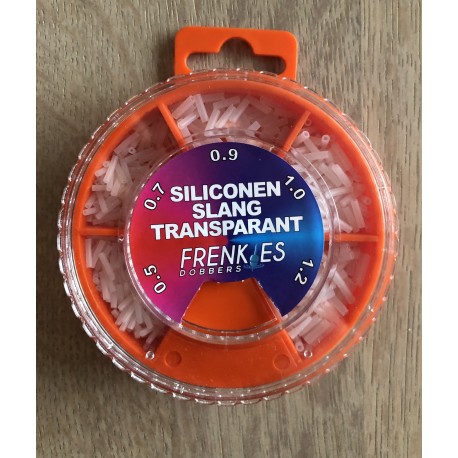 0.5
0.7
0.9
1.0
1.2
SILICONEN
SLANG
TRANSPARANT
FRENKIES
DOBBERS